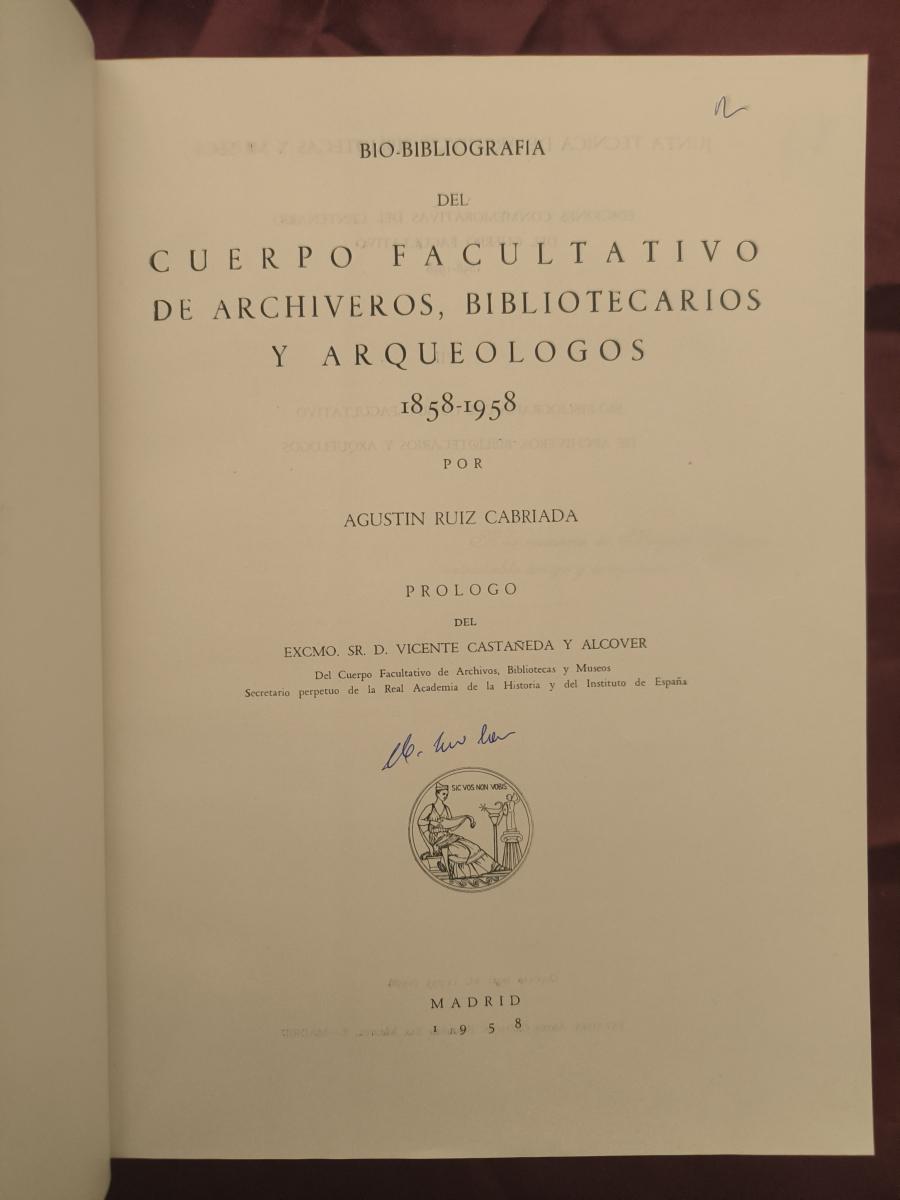 BIO-BIBLIOGRAFIA
DEL
CUERPO FACULTATIVO
DE ARCHIVEROS, BIBLIOTECARIOS
Y ARQUEOLOGOS
1858-1958
POR
AGUSTIN RUIZ CABRIADA
PROLOGO
DEL
EXCMO. SR. D. VICENTE CASTAÑEDA Y ALCOVER
Del Cuerpo Facultativo de Archivos, Bibliotecas y Museos
Secretario perpetuo de la Real Academia de la Historia y del Instituto de España
SIC VOS NON VOBIS
MADRID
1958